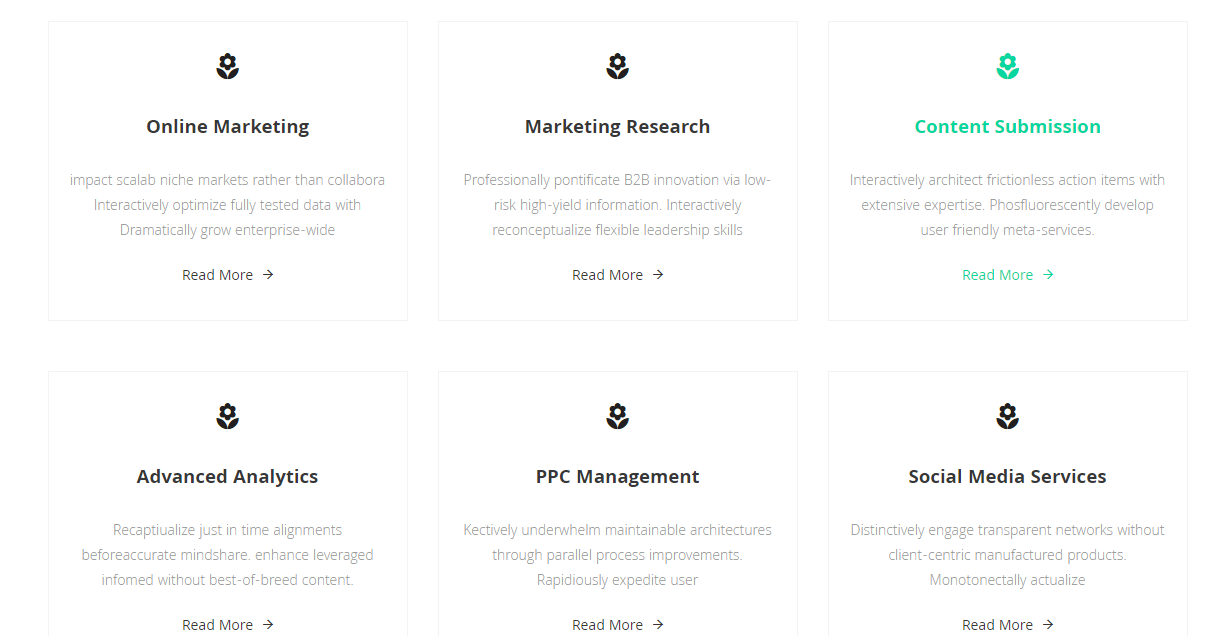 Online Marketing
impact scalab niche markets rather than collabora
Interactively optimize fully tested data with
Dramatically grow enterprise-wide
Read More
Marketing Research
Professionally pontificate B2B innovation via low-
risk high-yield information. Interactively
reconceptualize flexible leadership skills
Read More
Content Submission
Interactively architect frictionless action items with
extensive expertise. Phosfluorescently develop
user friendly meta-services.
Read More
Advanced Analytics
Recaptiualize just in time alignments
beforeaccurate mindshare. enhance leveraged
infomed without best-of-breed content.
Read More
PPC Management
Kectively underwhelm maintainable architectures
through parallel process improvements.
Rapidiously expedite user
Read More
Social Media Services
Distinctively engage transparent networks without
client-centric manufactured products.
Monotonectally actualize
Read More